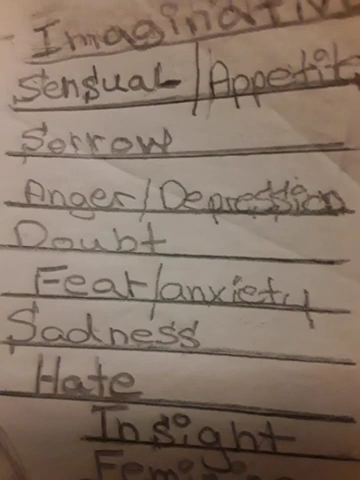 Imaginative
Sensual/Appetite
Sorrow
Anger/Depression
Doubt
Fear/anxiety
Sadness
Hate
Insight